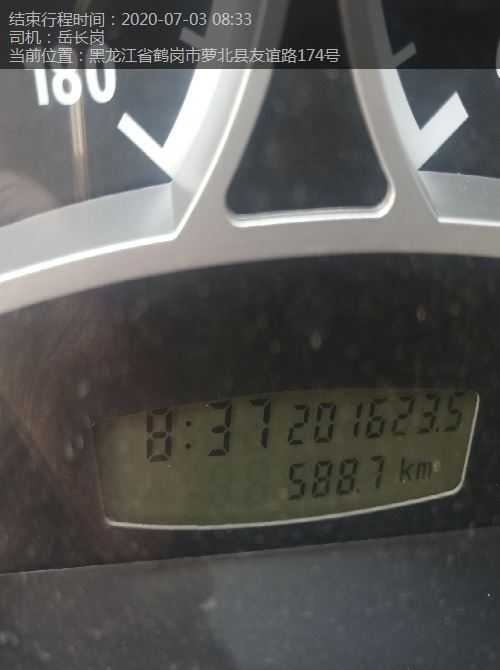 结束行程时间：2020-07-03 08:33
司机：岳长岗
当前位置：黑龙江省鹤岗市萝北县友谊路174号
180
8:37 201623.5
588.7 km